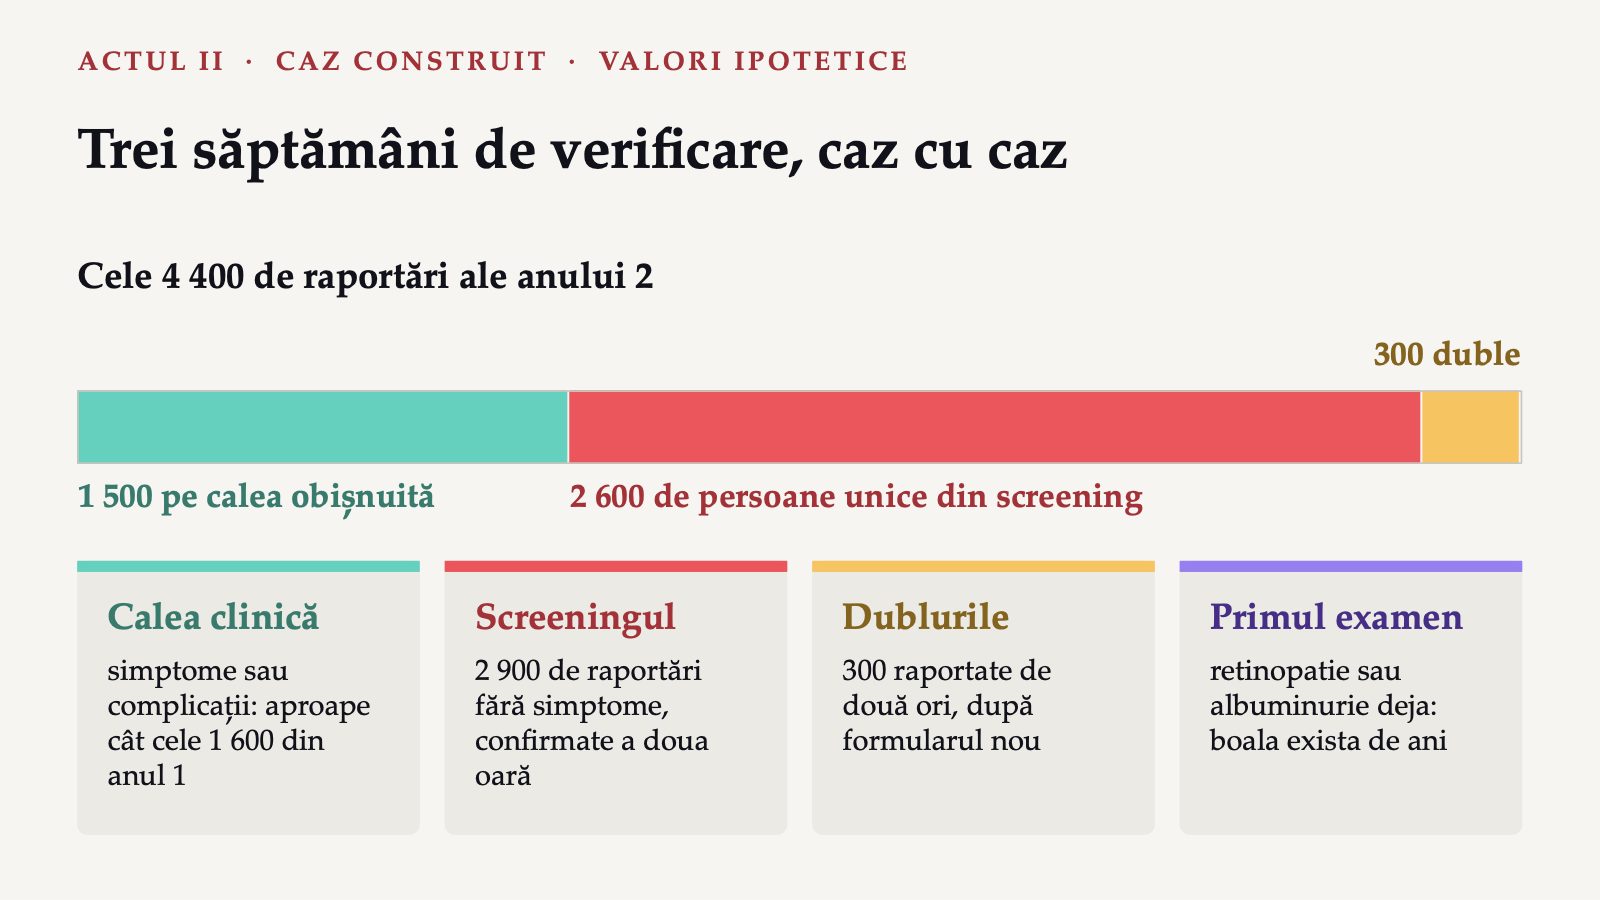 ACTUL II · CAZ CONSTRUIT · VALORI IPOTETICE
Trei săptămâni de verificare, caz cu caz
Cele 4 400 de raportări ale anului 2
300 duble
1 500 pe calea obișnuită
2 600 de persoane unice din screening
Calea clinică
simptome sau
complicații: aproape
cât cele 1 600 din
anul 1
Screeningul
2 900 de raportări
fără simptome,
confirmate a doua
oară
Dublurile
300 raportate de
două ori, după
formularul nou
Primul examen
retinopatie sau
albuminurie deja:
boala exista de ani